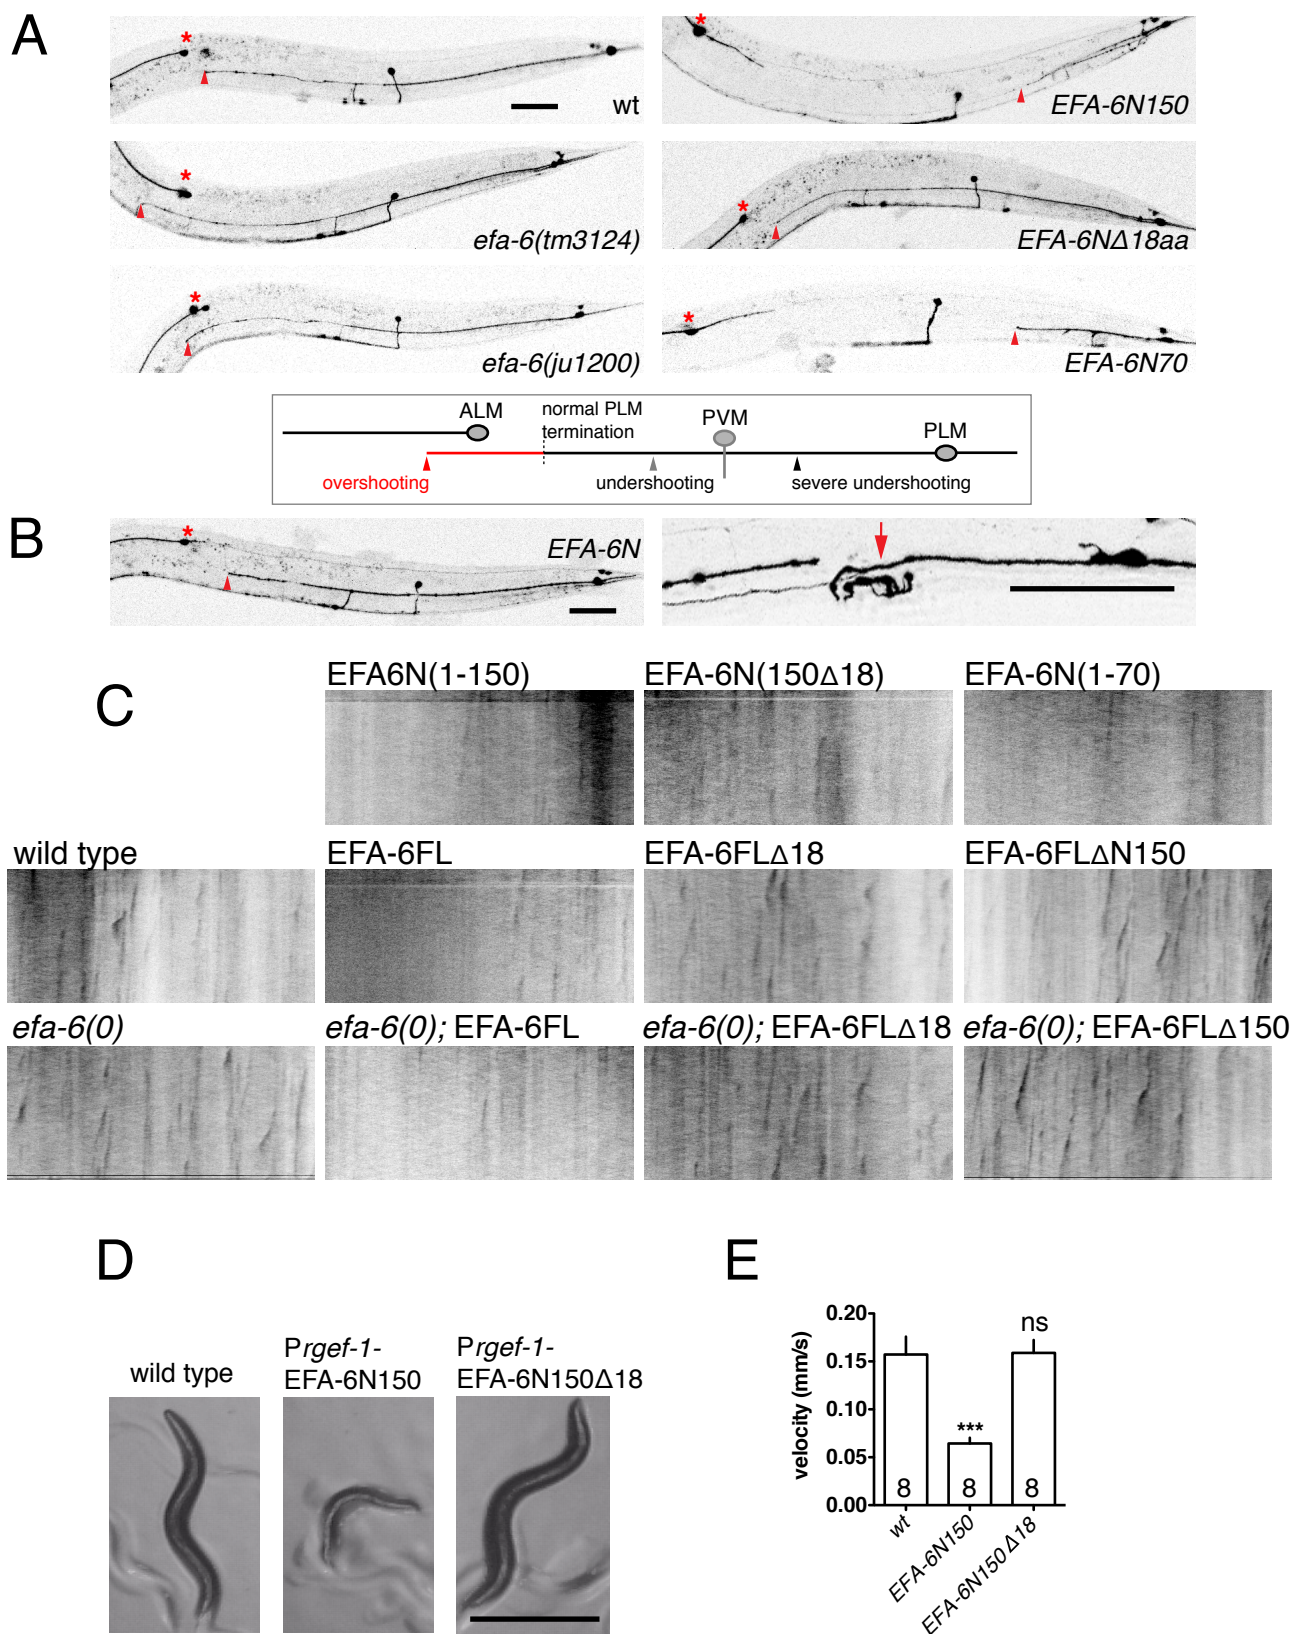 A
*
wt
*
EFA-6N150
*
efa-6(tm3124)
*
EFA-6NΔ18aa
*
efa-6(ju1200)
*
EFA-6N70
ALM
normal PLM
termination
PVM
PLM
overshooting
undershooting
severe undershooting
B
*
EFA-6N
C
EFA6N(1-150)
EFA-6N(150Δ18)
EFA-6N(1-70)
wild type
EFA-6FL
EFA-6FLΔ18
EFA-6FLΔN150
efa-6(0)
efa-6(0); EFA-6FL
efa-6(0); EFA-6FLΔ18
efa-6(0); EFA-6FLΔ150
D
wild type
Prgef-1-
EFA-6N150
Prgef-1-
EFA-6N150Δ18
E
velocity (mm/s)
0.20
0.15
0.10
0.05
0.00
***
ns
8
8
8
wt
EFA-6N150
EFA-6N150Δ18